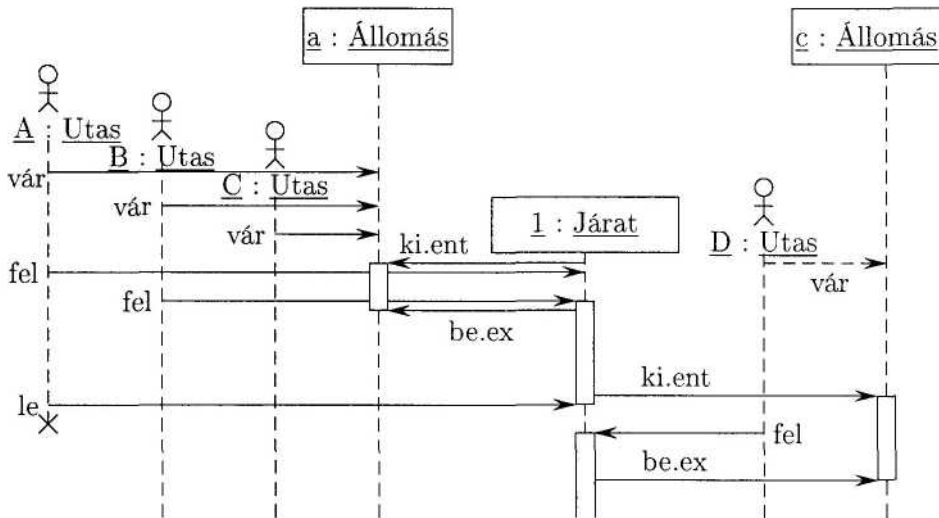 a : Állomás
c : Állomás
A : Utas
B : Utas
vár
C : Utas
vár
1 : Járat
vár
ki.ent
D : Utas
fel
vár
fel
be.ex
ki.ent
le
fel
be.ex